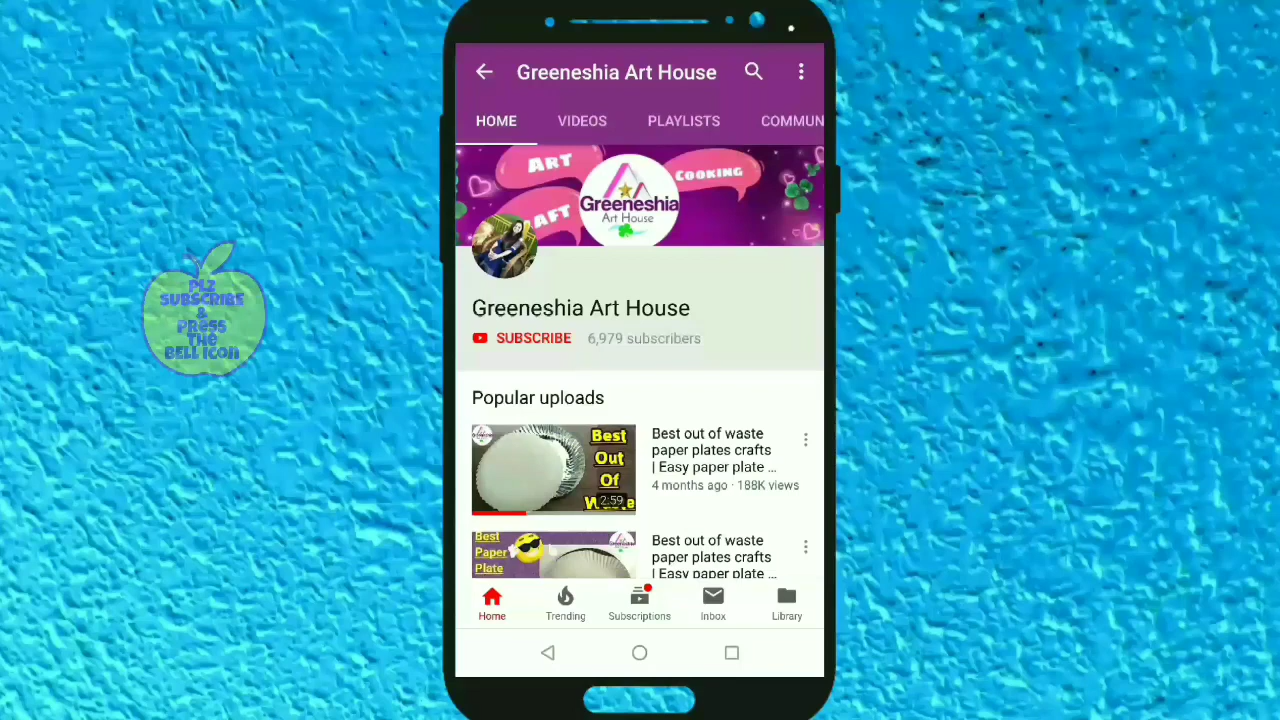 Greeneshia Art House
HOME VIDEOS PLAYLISTS COMMUN
ART
COOKING
AFT
Greeneshia
Art House
Greeneshia Art House
SUBSCRIBE 6,979 subscribers
PLZ
SUBSCRIBE
&
PRESS
THE
BELL ICON
Popular uploads
Best
Out
Of
Waste
2:59
Best out of waste
paper plates crafts
| Easy paper plate ...
4 months ago · 188K views
Best
Paper
Plate
Best out of waste
paper plates crafts
| Easy paper plate ...
Home Trending Subscriptions Inbox Library